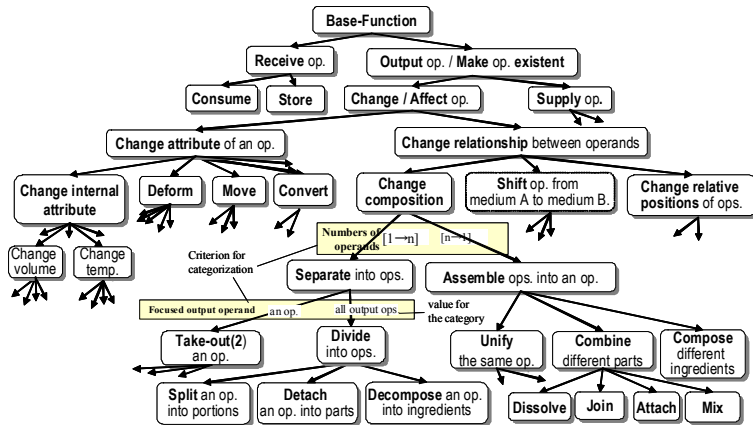 Base-Function
Receive op.
Output op. / Make op. existent
Consume
Store
Change / Affect op.
Supply op.
Change attribute of an op.
Change relationship between operands
Change internal
attribute
Deform
Move
Convert
Change
composition
Shift op. from
medium A to medium B.
Change relative
positions of ops.
Change
volume
Change
temp.
Criterion for
categorization
Numbers of
operands
[1→n]
[n→1]
Separate into ops.
Assemble ops. into an op.
Focused output operand
an op.
all output ops.
value for
the category
Take-out(2)
an op.
Divide
into ops.
Unify
the same op.
Combine
different parts
Compose
different
ingredients
Split an op.
into portions
Detach
an op. into parts
Decompose an op.
into ingredients
Dissolve
Join
Attach
Mix